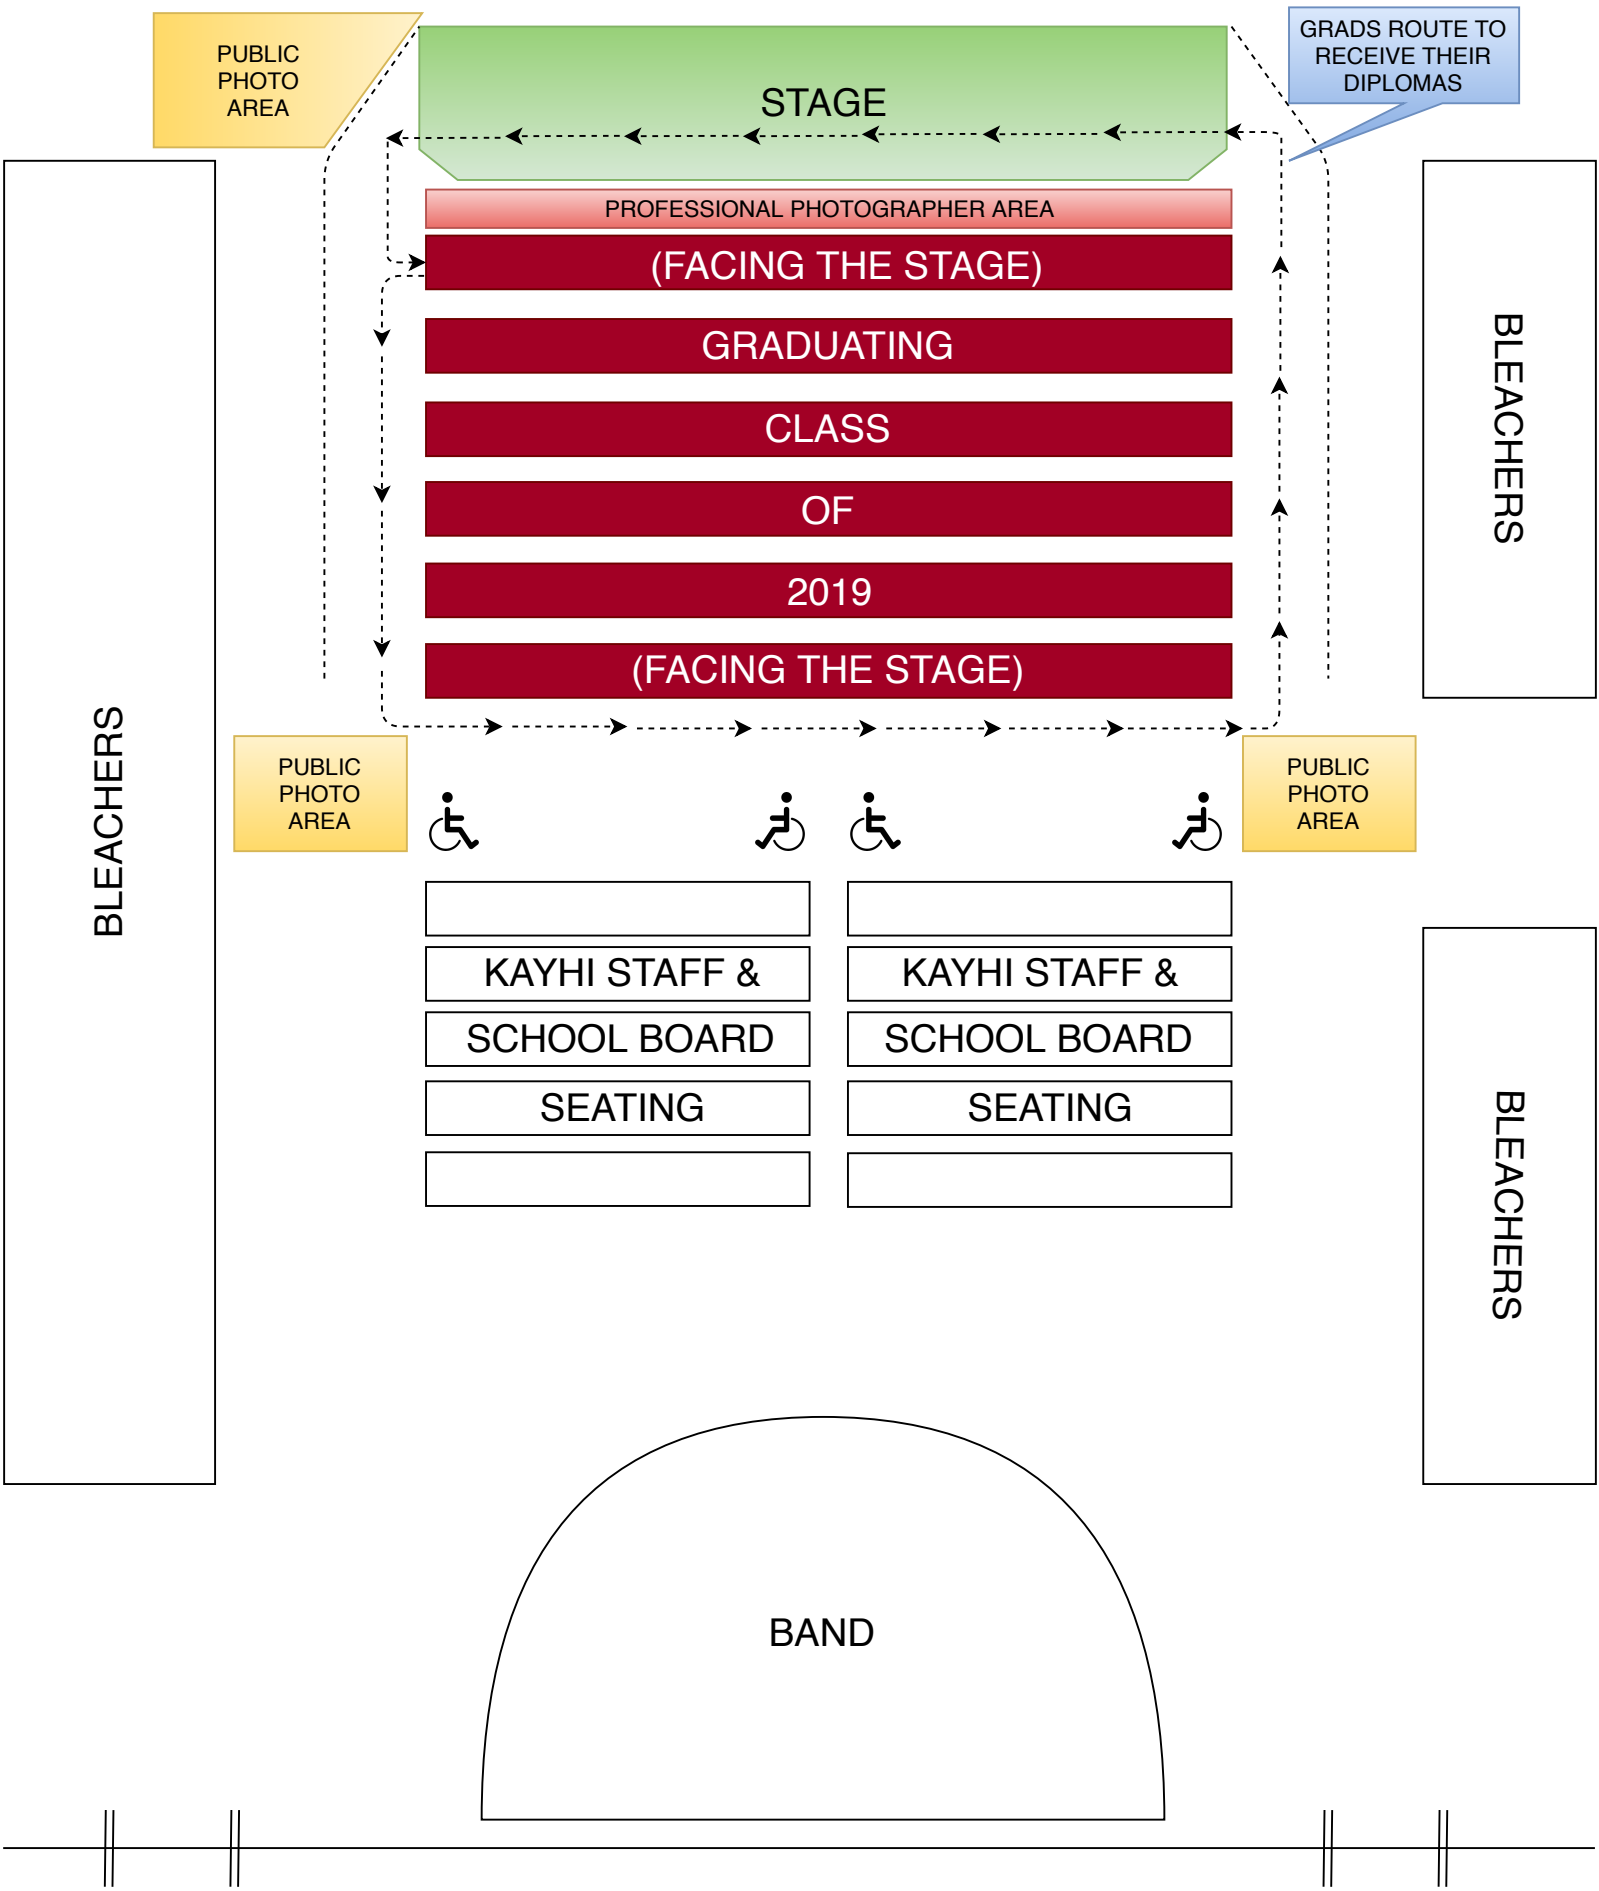 PUBLIC
PHOTO
AREA
GRADS ROUTE TO
RECEIVE THEIR
DIPLOMAS
STAGE
PROFESSIONAL PHOTOGRAPHER AREA
(FACING THE STAGE)
GRADUATING
CLASS
OF
2019
(FACING THE STAGE)
BLEACHERS
BLEACHERS
PUBLIC
PHOTO
AREA
PUBLIC
PHOTO
AREA
KAYHI STAFF &
SCHOOL BOARD
SEATING
KAYHI STAFF &
SCHOOL BOARD
SEATING
BLEACHERS
BAND